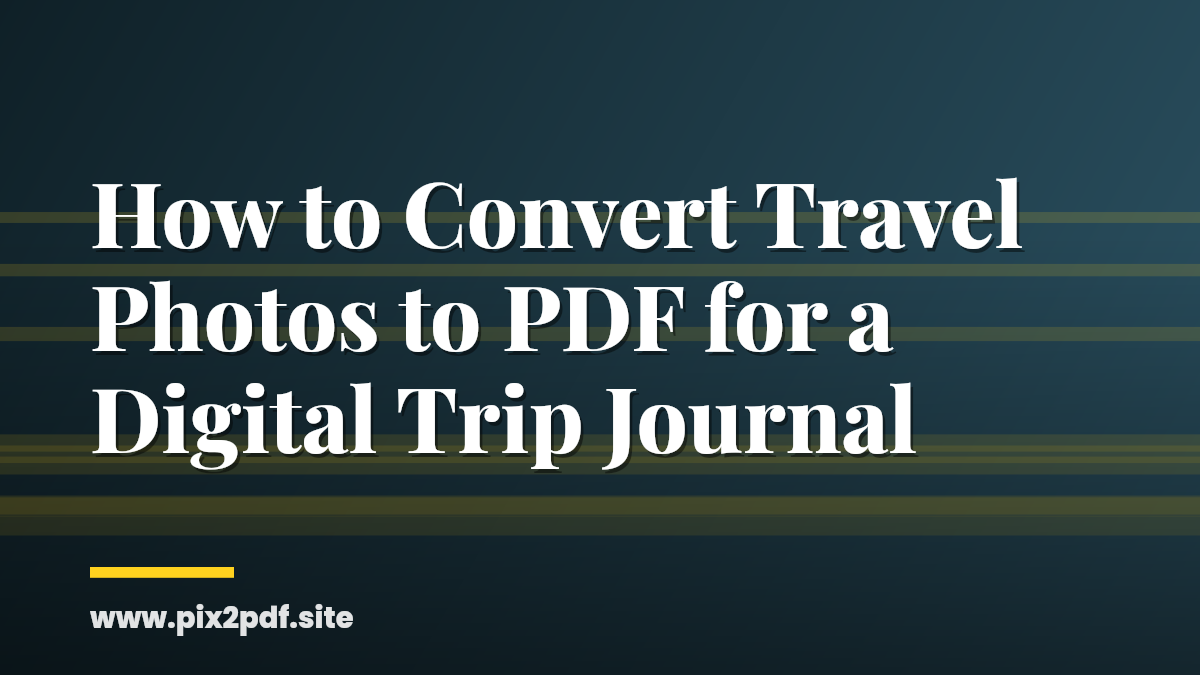 How to Convert Travel
Photos to PDF for a
Digital Trip Journal
www.pix2pdf.site